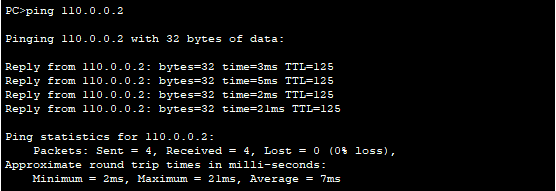 PC>ping 110.0.0.2
Pinging 110.0.0.2 with 32 bytes of data:
Reply from 110.0.0.2: bytes=32 time=3ms TTL=125
Reply from 110.0.0.2: bytes=32 time=5ms TTL=125
Reply from 110.0.0.2: bytes=32 time=2ms TTL=125
Reply from 110.0.0.2: bytes=32 time=21ms TTL=125
Ping statistics for 110.0.0.2:
    Packets: Sent = 4, Received = 4, Lost = 0 (0% loss),
Approximate round trip times in milli-seconds:
    Minimum = 2ms, Maximum = 21ms, Average = 7ms